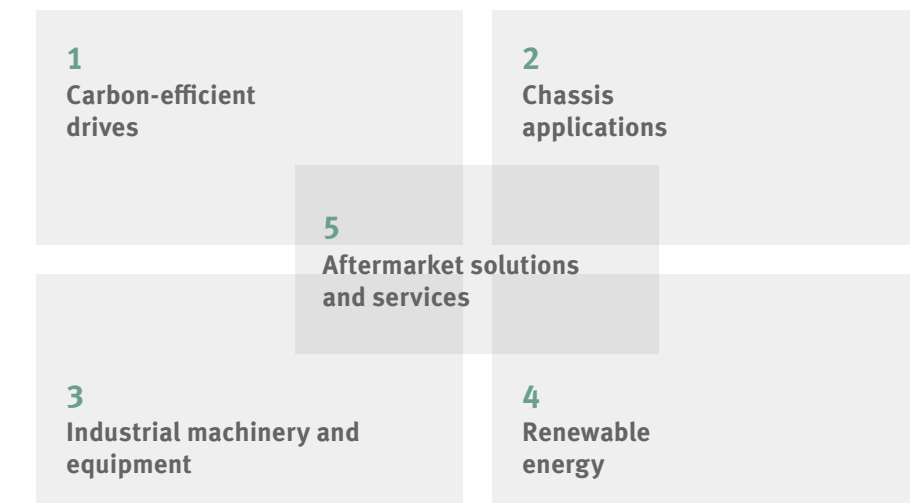 1
Carbon-efficient
drives
2
Chassis
applications
5
Aftermarket solutions
and services
3
Industrial machinery and
equipment
4
Renewable
energy